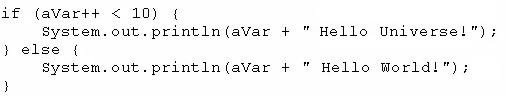 if (aVar++ < 10) {
    System.out.println(aVar + " Hello Universe!");
} else {
    System.out.println(aVar + " Hello World!");
}